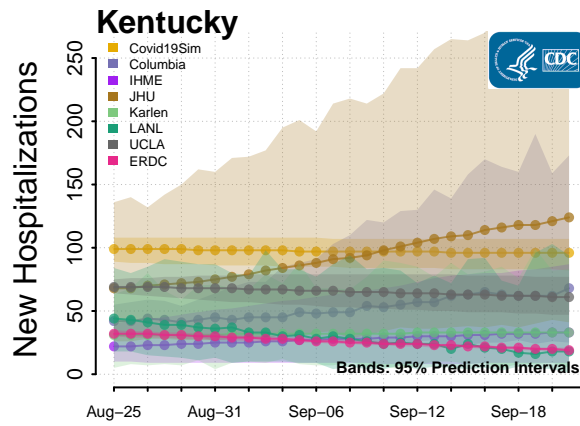 Kentucky
Covid19Sim
Columbia
IHME
JHU
Karlen
LANL
UCLA
ERDC
CDC
New Hospitalizations
250
200
150
100
50
0
Bands: 95% Prediction Intervals
Aug−25
Aug−31
Sep−06
Sep−12
Sep−18